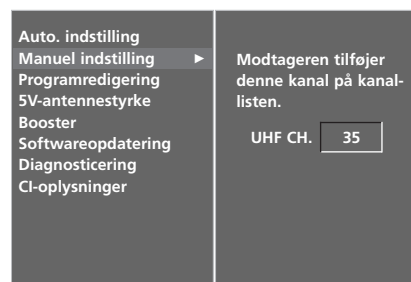 Auto. indstilling
Manuel indstilling ►
Programredigering
5V-antennestyrke
Booster
Softwareopdatering
Diagnosticering
CI-oplysninger
Modtageren tilføjer
denne kanal på kanal-
listen.
UHF CH. 35